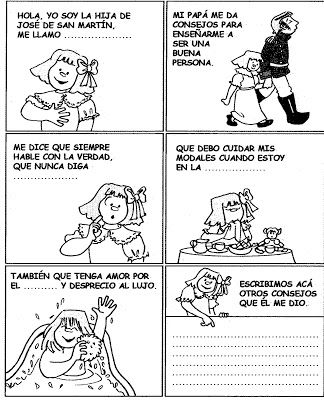 HOLA, YO SOY LA HIJA DE
JOSÉ DE SAN MARTÍN,
ME LLAMO ..................
MI PAPÁ ME DA
CONSEJOS PARA
ENSEÑARME A
SER UNA
BUENA
PERSONA.
ME DICE QUE SIEMPRE
HABLE CON LA VERDAD,
QUE NUNCA DIGA
..................
QUE DEBO CUIDAR MIS
MODALES CUANDO ESTOY
EN LA ..................
TAMBIÉN QUE TENGA AMOR POR
EL .......... Y DESPRECIO AL LUJO.
ESCRIBIMOS ACÁ
OTROS CONSEJOS
QUE ÉL ME DIO.